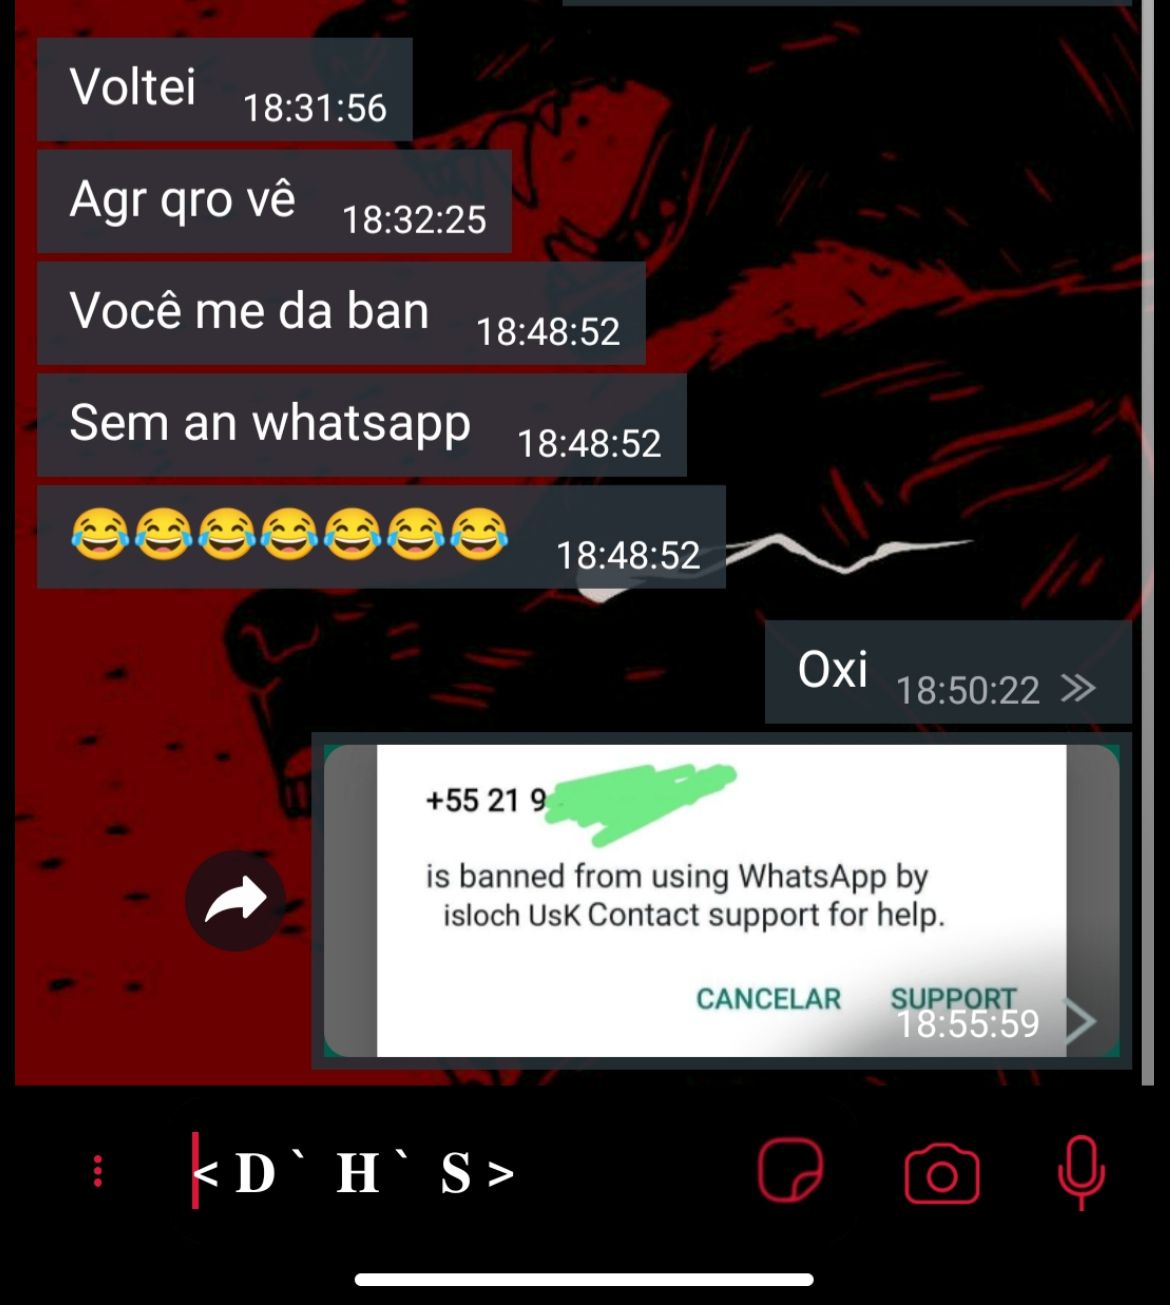 Voltei 18:31:56
Agr qro vê 18:32:25
Você me da ban 18:48:52
Sem an whatsapp 18:48:52
😂😂😂😂😂😂😂 18:48:52
Oxi 18:50:22
+55 21 9
is banned from using WhatsApp by
isloch UsK Contact support for help.
CANCELAR SUPPORT
18:55:59
< D` H` S >